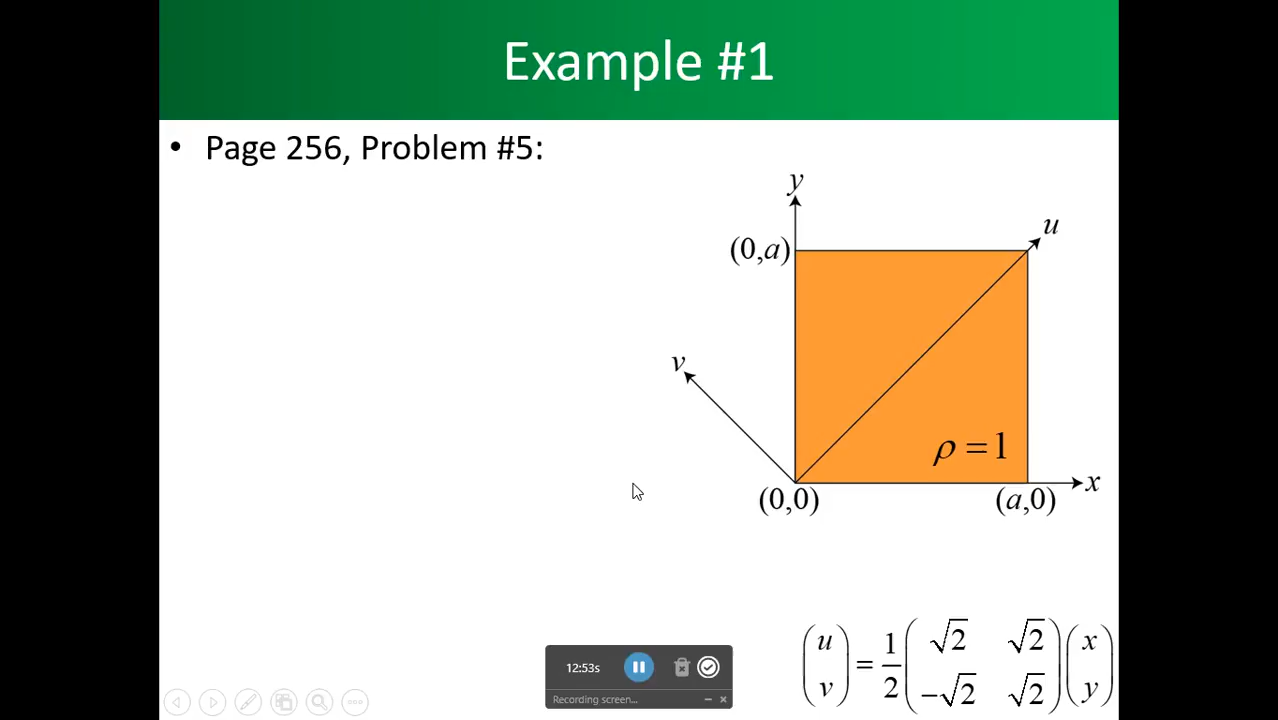 Example #1
• Page 256, Problem #5:
y
u
(0,a)
v
ρ = 1
x
(0,0)
(a,0)
(u v) = 1/2 (√2 √2 −√2 √2) (x y)
12:53s
Recording screen...